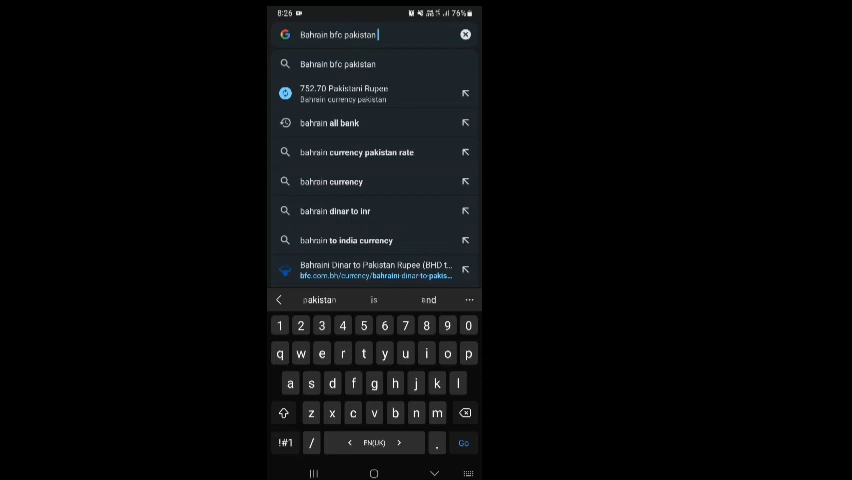 8:26
76%
Bahrain bfc pakistan
Bahrain bfc pakistan
752.70 Pakistani Rupee
Bahrain currency pakistan
bahrain all bank
bahrain currency pakistan rate
bahrain currency
bahrain dinar to inr
bahrain to india currency
Bahraini Dinar to Pakistan Rupee (BHD t...
bfc.com.bh/currency/bahraini-dinar-to-pakis...
pakistan is and ...
1 2 3 4 5 6 7 8 9 0
q w e r t y u i o p
a s d f g h j k l
z x c v b n m
!#1 / < EN(UK) > . Go